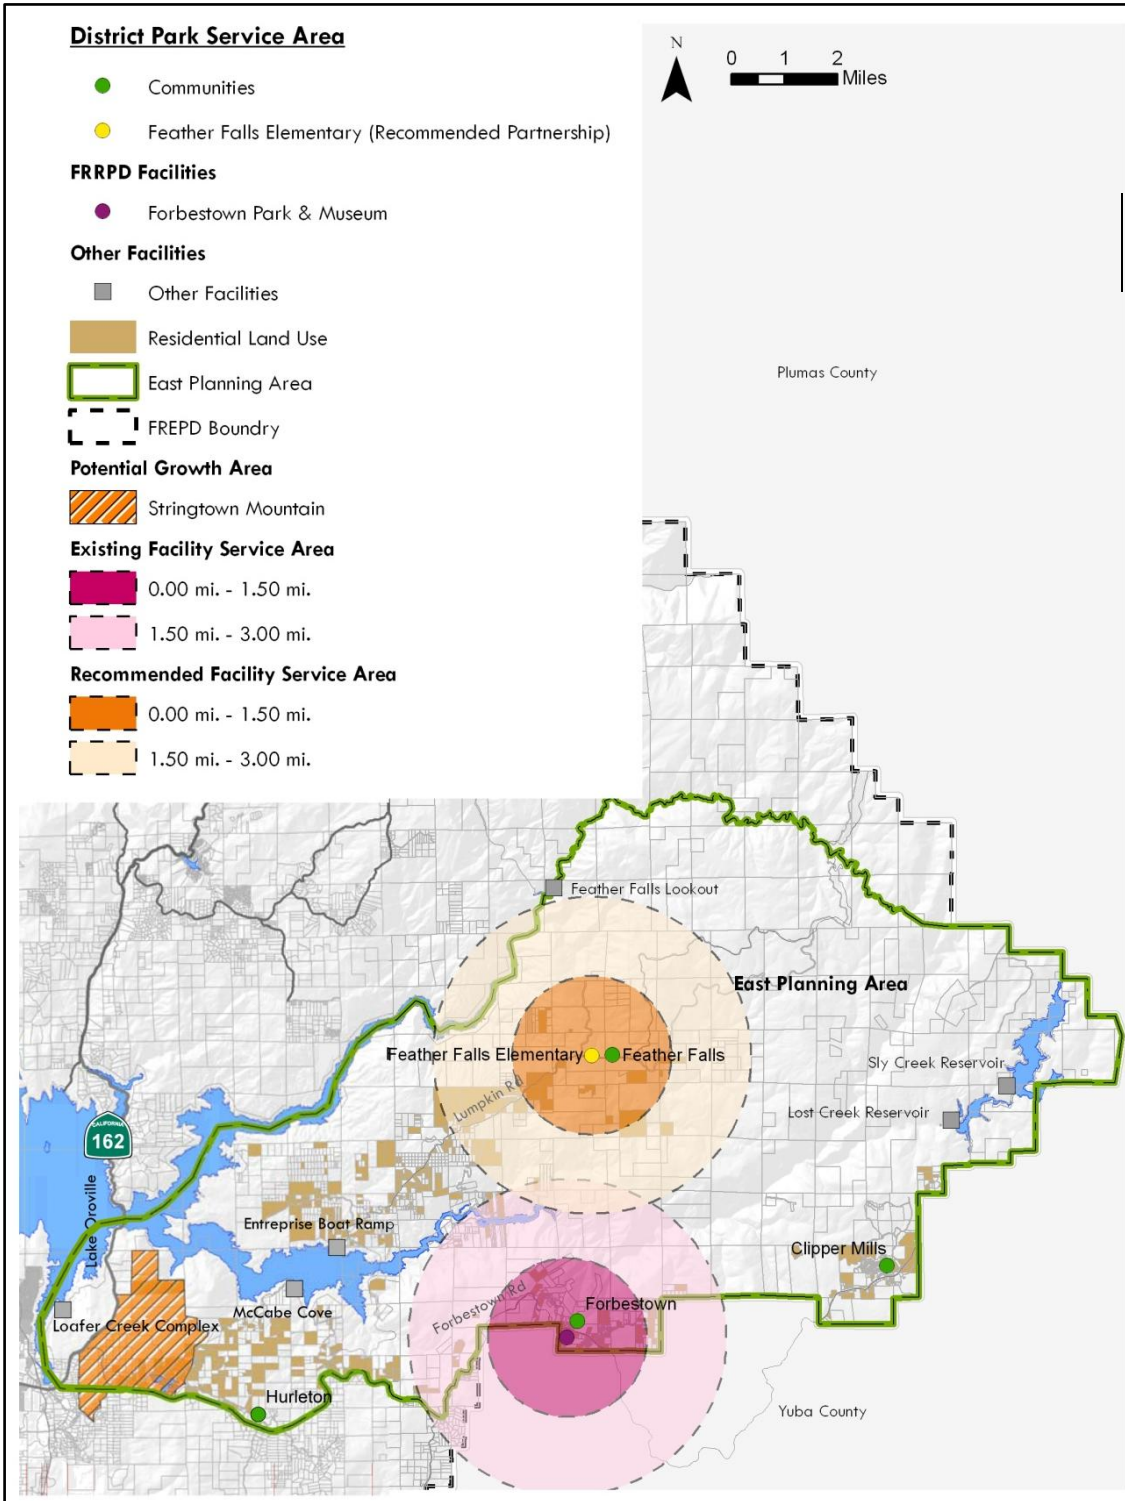 District Park Service Area
Communities
Feather Falls Elementary (Recommended Partnership)
FRRPD Facilities
Forbestown Park & Museum
Other Facilities
Other Facilities
Residential Land Use
East Planning Area
FREPD Boundry
Potential Growth Area
Stringtown Mountain
Existing Facility Service Area
0.00 mi. - 1.50 mi.
1.50 mi. - 3.00 mi.
Recommended Facility Service Area
0.00 mi. - 1.50 mi.
1.50 mi. - 3.00 mi.
N
0 1 2
Miles
Plumas County
Feather Falls Lookout
East Planning Area
Feather Falls Elementary
Feather Falls
Sly Creek Reservoir
Lumpkin Rd
Lost Creek Reservoir
CALIFORNIA
162
Lake Oroville
Entreprise Boat Ramp
Clipper Mills
McCabe Cove
Forbestown Rd
Forbestown
Loafer Creek Complex
Hurleton
Yuba County